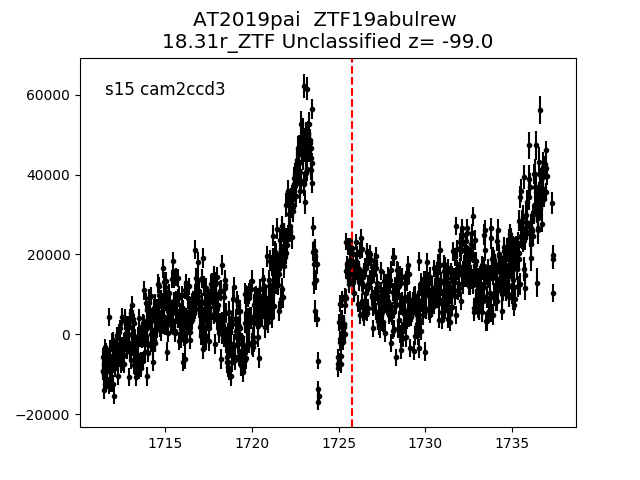 AT2019pai  ZTF19abulrew
18.31r_ZTF Unclassified z= -99.0
s15 cam2ccd3
60000
40000
20000
0
−20000
1715 1720 1725 1730 1735